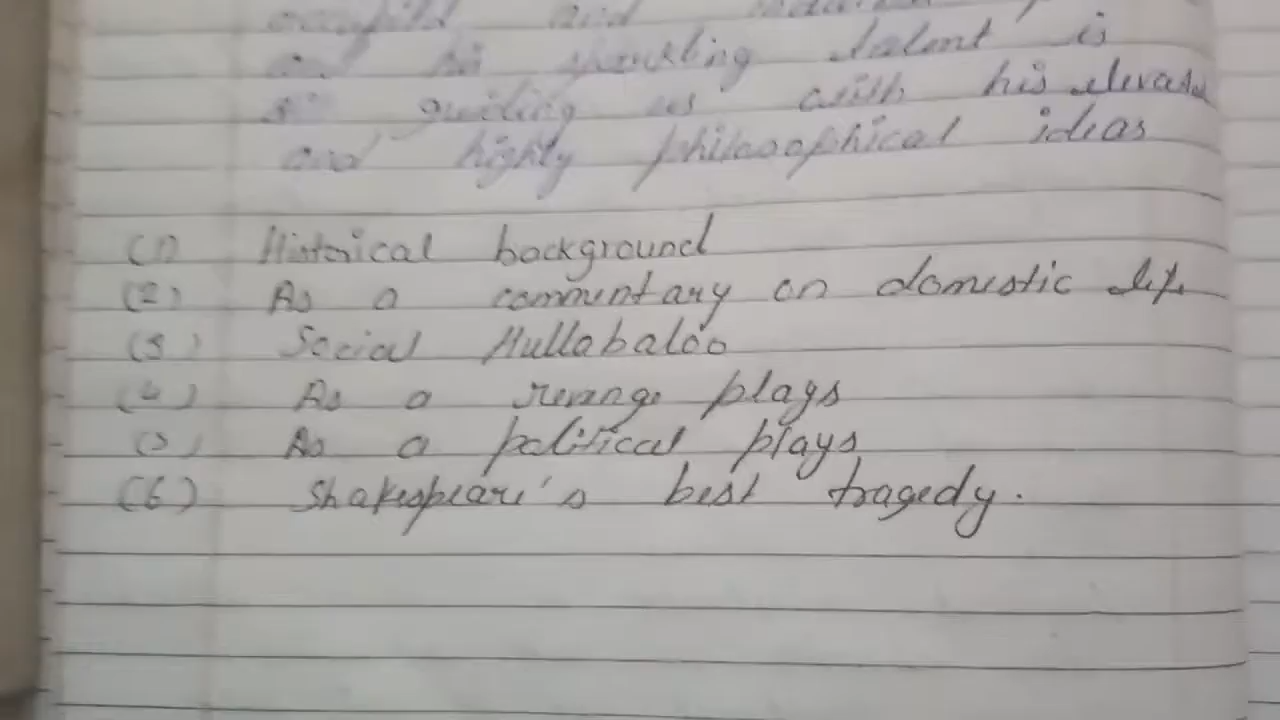 and
and his sparkling talent is
guiding us with his elevated
and highly philosophical ideas
(1) Historical background
(2) As a commentary on domestic life
(3) Social Hullabaloo
(4) As a revenge plays
(5) As a political plays
(6) Shakespeare's best tragedy.